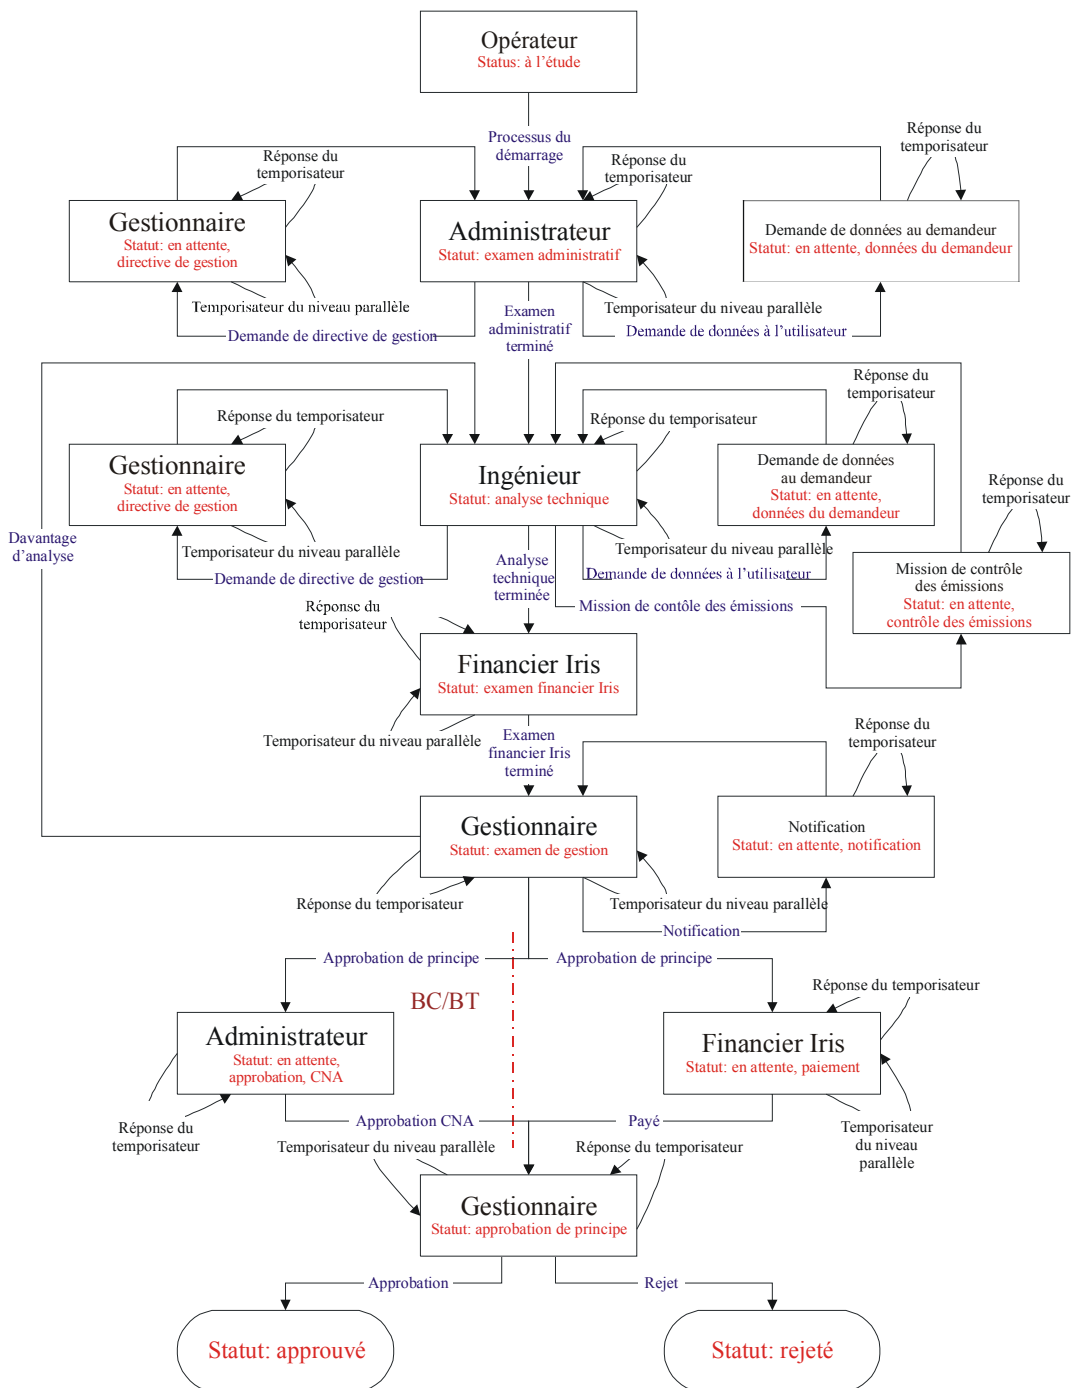 Opérateur
Status: à l'étude
Processus du
démarrage
Réponse du
temporisateur
Réponse du
temporisateur
Réponse du
temporisateur
Gestionnaire
Statut: en attente,
directive de gestion
Administrateur
Statut: examen administratif
Demande de données au demandeur
Statut: en attente, données du demandeur
Temporisateur du niveau parallèle
Examen
administratif
terminé
Temporisateur du niveau parallèle
Demande de directive de gestion
Demande de données à l'utilisateur
Réponse du
temporisateur
Réponse du temporisateur
Réponse du temporisateur
Gestionnaire
Statut: en attente,
directive de gestion
Ingénieur
Statut: analyse technique
Demande de données
au demandeur
Statut: en attente,
données du demandeur
Réponse du
temporisateur
Davantage
d'analyse
Temporisateur du niveau parallèle
Analyse
technique
terminée
Temporisateur du niveau parallèle
Demande de directive de gestion
Demande de données à l'utilisateur
Mission de contrôle
des émissions
Statut: en attente,
contrôle des émissions
Mission de contôle des émissions
Réponse du
temporisateur
Financier Iris
Statut: examen financier Iris
Temporisateur du niveau parallèle
Examen
financier Iris
terminé
Réponse du
temporisateur
Gestionnaire
Statut: examen de gestion
Notification
Statut: en attente, notification
Réponse du temporisateur
Temporisateur du niveau parallèle
Notification
Approbation de principe
Approbation de principe
BC/BT
Réponse du temporisateur
Administrateur
Statut: en attente,
approbation, CNA
Financier Iris
Statut: en attente, paiement
Réponse du
temporisateur
Approbation CNA
Payé
Temporisateur
du niveau
parallèle
Temporisateur du niveau parallèle
Réponse du temporisateur
Gestionnaire
Statut: approbation de principe
Approbation
Rejet
Statut: approuvé
Statut: rejeté